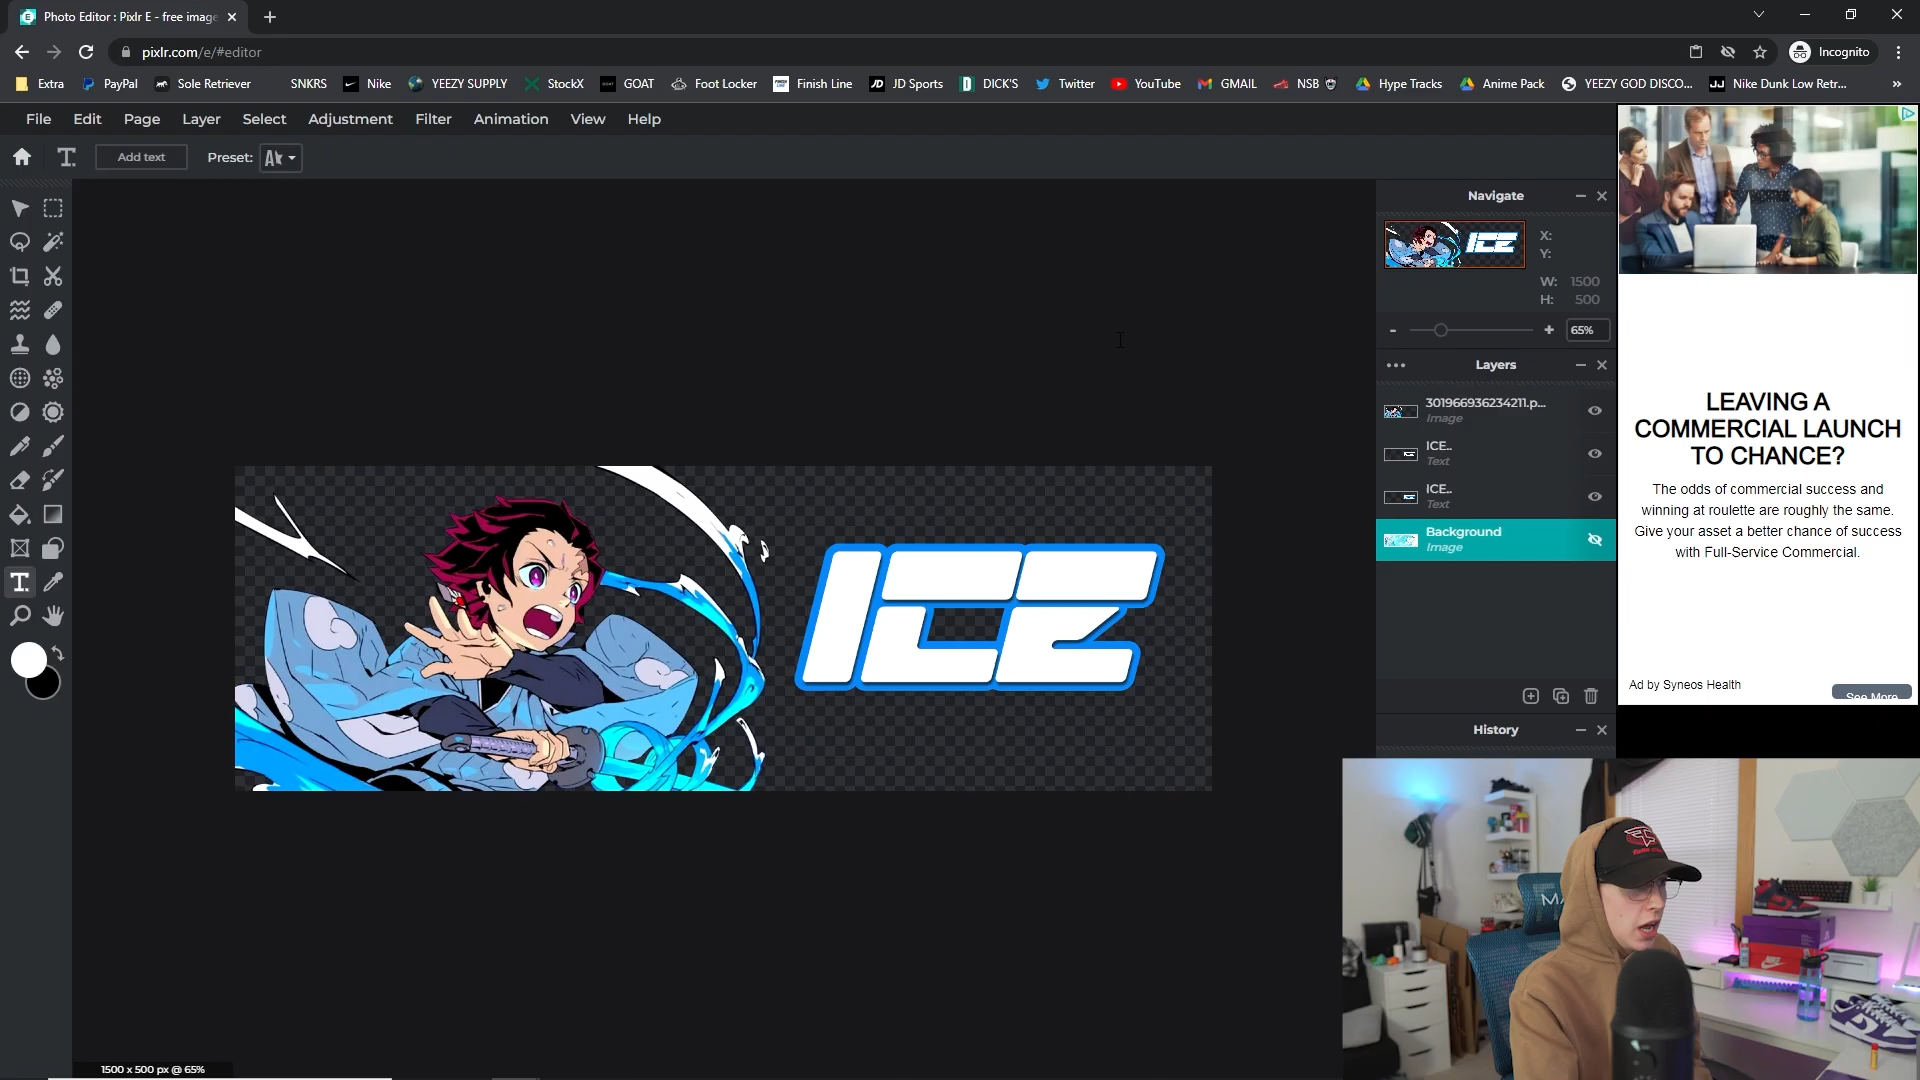 Photo Editor : Pixlr E - free image
pixlr.com/e/#editor
Incognito
Extra PayPal Sole Retriever SNKRS Nike YEEZY SUPPLY StockX GOAT Foot Locker Finish Line JD Sports DICK'S Twitter YouTube GMAIL NSB Hype Tracks Anime Pack YEEZY GOD DISCO... Nike Dunk Low Retr... »
File Edit Page Layer Select Adjustment Filter Animation View Help
Add text Preset:
Navigate
X:
Y:
W: 1500
H: 500
65%
Layers
301966936234211.p...
Image
ICE..
Text
ICE..
Text
Background
Image
History
ICE
LEAVING A
COMMERCIAL LAUNCH
TO CHANCE?
The odds of commercial success and
winning at roulette are roughly the same.
Give your asset a better chance of success
with Full-Service Commercial.
Ad by Syneos Health
See More
1500 x 500 px @ 65%